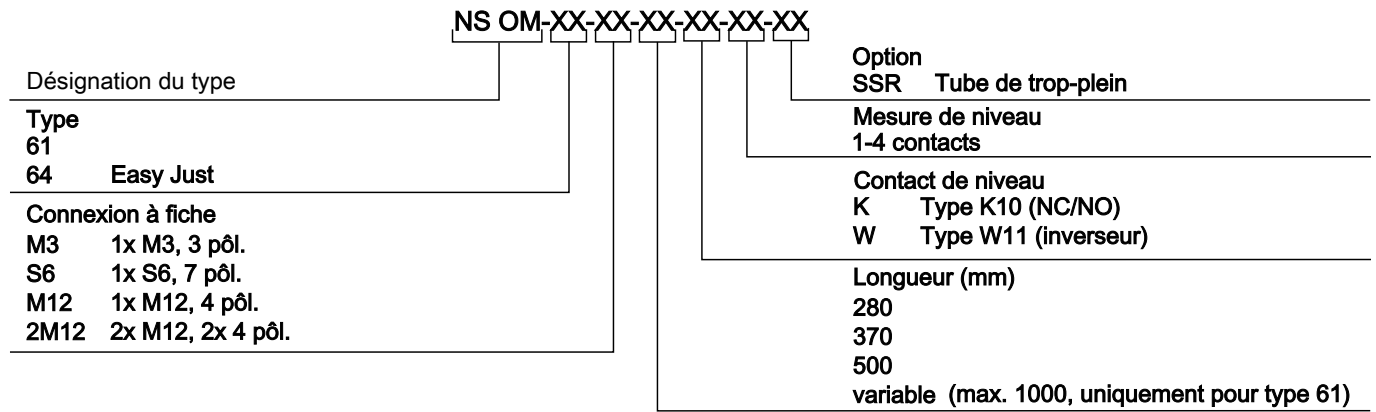 NS OM-XX-XX-XX-XX-XX-XX
Désignation du type
Type
61
64 Easy Just
Connexion à fiche
M3 1x M3, 3 pôl.
S6 1x S6, 7 pôl.
M12 1x M12, 4 pôl.
2M12 2x M12, 2x 4 pôl.
Option
SSR Tube de trop-plein
Mesure de niveau
1-4 contacts
Contact de niveau
K Type K10 (NC/NO)
W Type W11 (inverseur)
Longueur (mm)
280
370
500
variable (max. 1000, uniquement pour type 61)